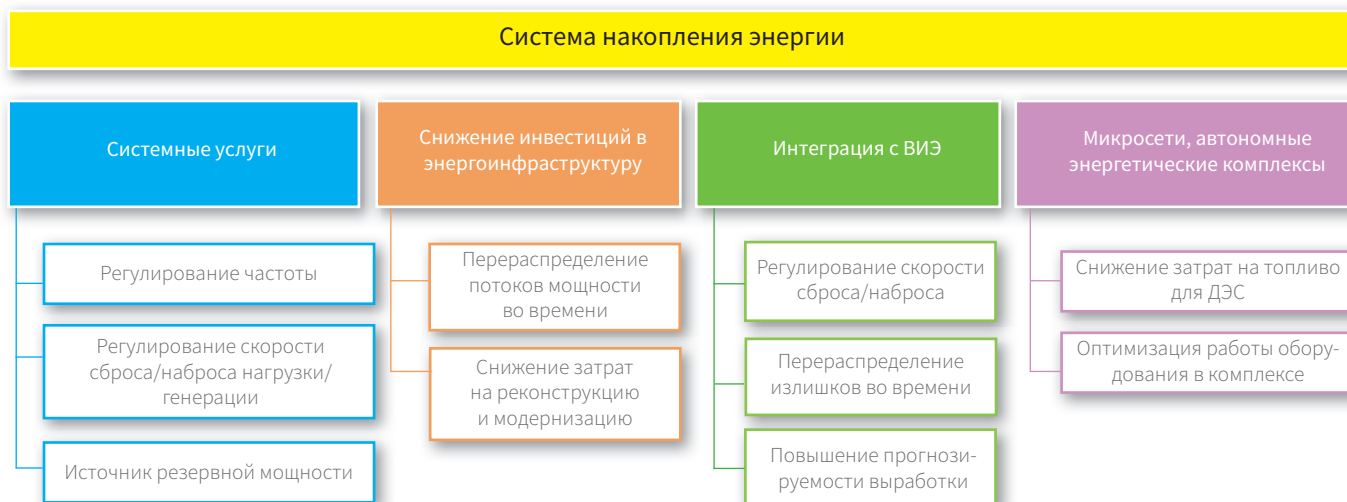 Система накопления энергии
Системные услуги
Регулирование частоты
Регулирование скорости
сброса/наброса нагрузки/
генерации
Источник резервной мощности
Снижение инвестиций в
энергоинфраструктуру
Перераспределение
потоков мощности
во времени
Снижение затрат
на реконструкцию
и модернизацию
Интеграция с ВИЭ
Регулирование скорости
сброса/наброса
Перераспределение
излишков во времени
Повышение прогнози-
руемости выработки
Микросети, автономные
энергетические комплексы
Снижение затрат на топливо
для ДЭС
Оптимизация работы обору-
дования в комплексе